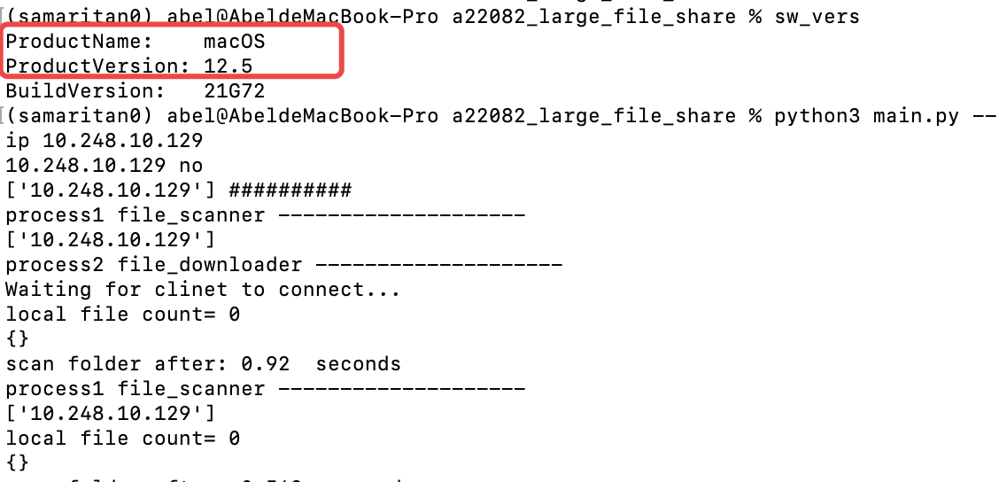 (samaritan0) abel@AbeldeMacBook-Pro a22082_large_file_share % sw_vers
ProductName: macOS
ProductVersion: 12.5
BuildVersion: 21G72
(samaritan0) abel@AbeldeMacBook-Pro a22082_large_file_share % python3 main.py --
ip 10.248.10.129
10.248.10.129 no
['10.248.10.129'] ##########
process1 file_scanner --------------------
['10.248.10.129']
process2 file_downloader --------------------
Waiting for clinet to connect...
local file count= 0
{}
scan folder after: 0.92  seconds
process1 file_scanner --------------------
['10.248.10.129']
local file count= 0
{}